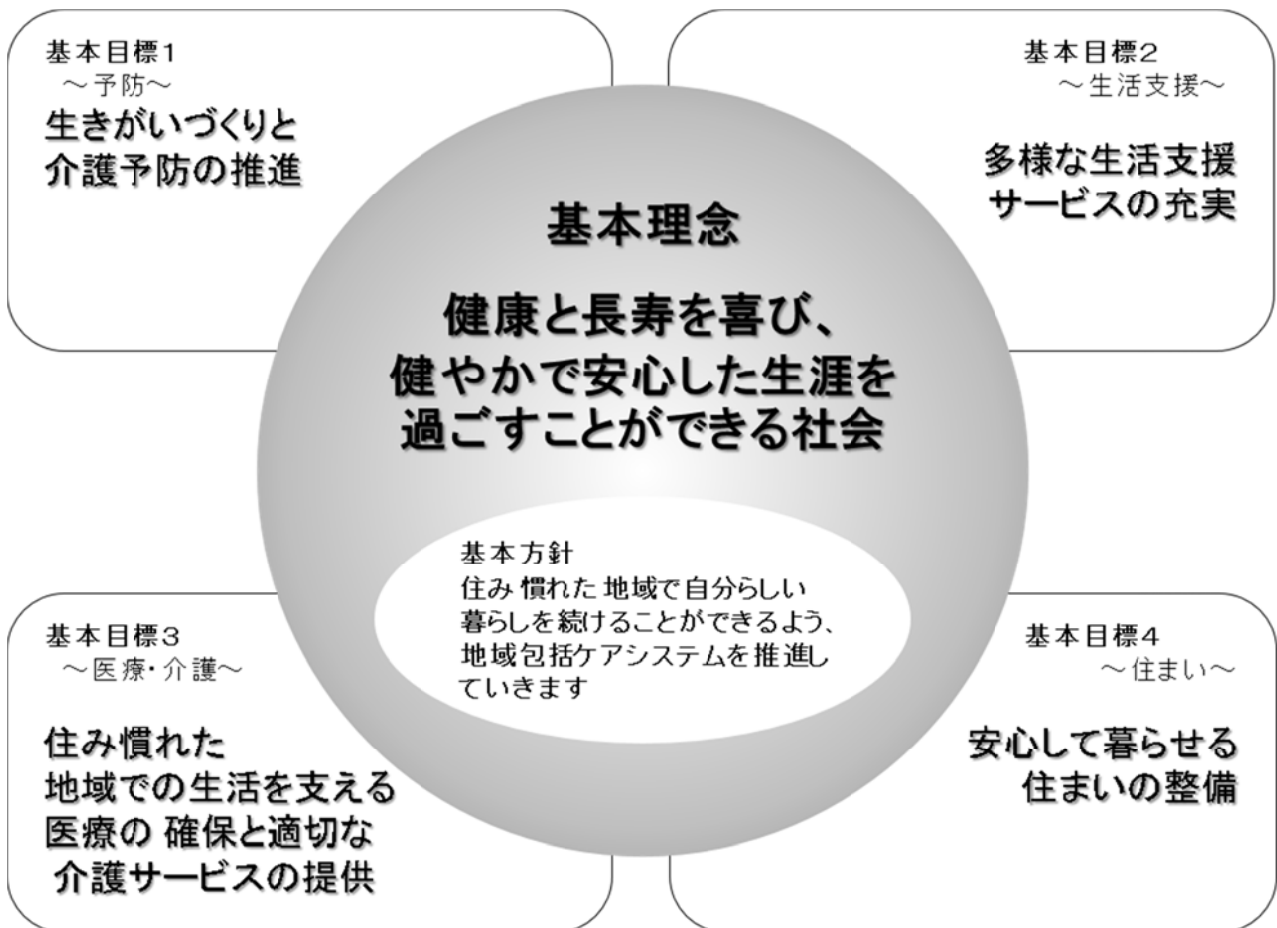 基本目標1
～予防～
生きがいづくりと
介護予防の推進
基本目標2
～生活支援～
多様な生活支援
サービスの充実
基本理念
健康と長寿を喜び、
健やかで安心した生涯を
過ごすことができる社会
基本方針
住み慣れた地域で自分らしい
暮らしを続けることができるよう、
地域包括ケアシステムを推進し
ていきます
基本目標3
～医療・介護～
住み慣れた
地域での生活を支える
医療の確保と適切な
介護サービスの提供
基本目標4
～住まい～
安心して暮らせる
住まいの整備